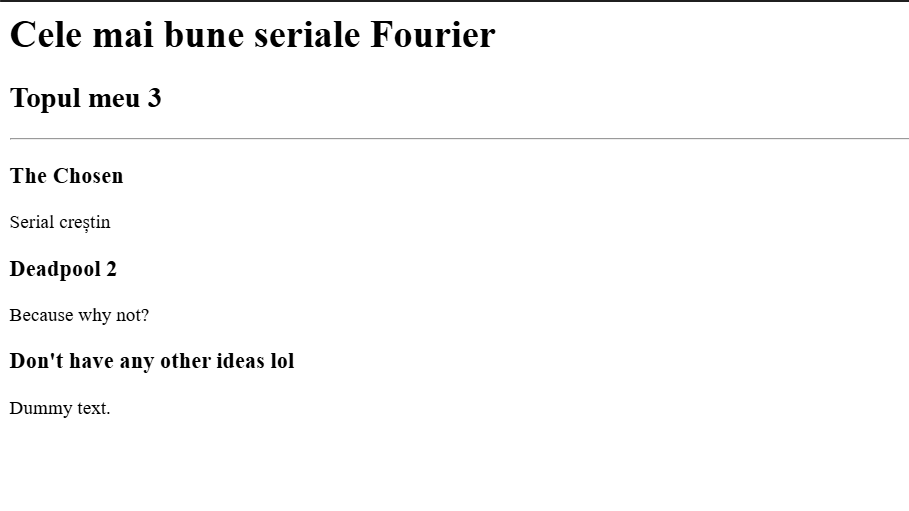 Cele mai bune seriale Fourier
Topul meu 3
The Chosen
Serial creștin
Deadpool 2
Because why not?
Don't have any other ideas lol
Dummy text.